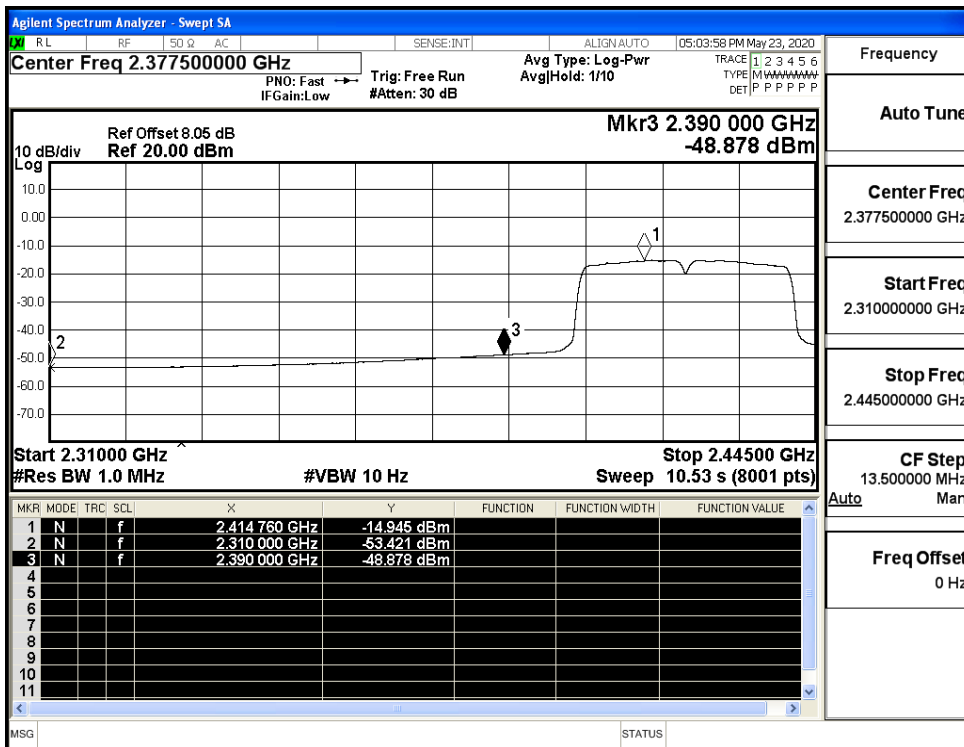 Agilent Spectrum Analyzer - Swept SA
LXI RL RF 50 Ω AC SENSE:INT ALIGN AUTO 05:03:58 PM May 23, 2020
Center Freq 2.377500000 GHz
PNO: Fast
IFGain:Low
Trig: Free Run
#Atten: 30 dB
Avg Type: Log-Pwr
Avg|Hold: 1/10
TRACE 1 2 3 4 5 6
TYPE MWWWWW
DET P P P P P P
Mkr3 2.390 000 GHz
-48.878 dBm
Ref Offset 8.05 dB
10 dB/div Ref 20.00 dBm
Log
10.0
0.00
-10.0
-20.0
-30.0
-40.0
-50.0
-60.0
-70.0
1
2
3
Start 2.31000 GHz Stop 2.44500 GHz
#Res BW 1.0 MHz #VBW 10 Hz Sweep 10.53 s (8001 pts)
MKR MODE TRC SCL X Y FUNCTION FUNCTION WIDTH FUNCTION VALUE
1 N f 2.414 760 GHz -14.945 dBm
2 N f 2.310 000 GHz -53.421 dBm
3 N f 2.390 000 GHz -48.878 dBm
4
5
6
7
8
9
10
11
MSG STATUS
Frequency
Auto Tune
Center Freq
2.377500000 GHz
Start Freq
2.310000000 GHz
Stop Freq
2.445000000 GHz
CF Step
13.500000 MHz
Auto Man
Freq Offset
0 Hz